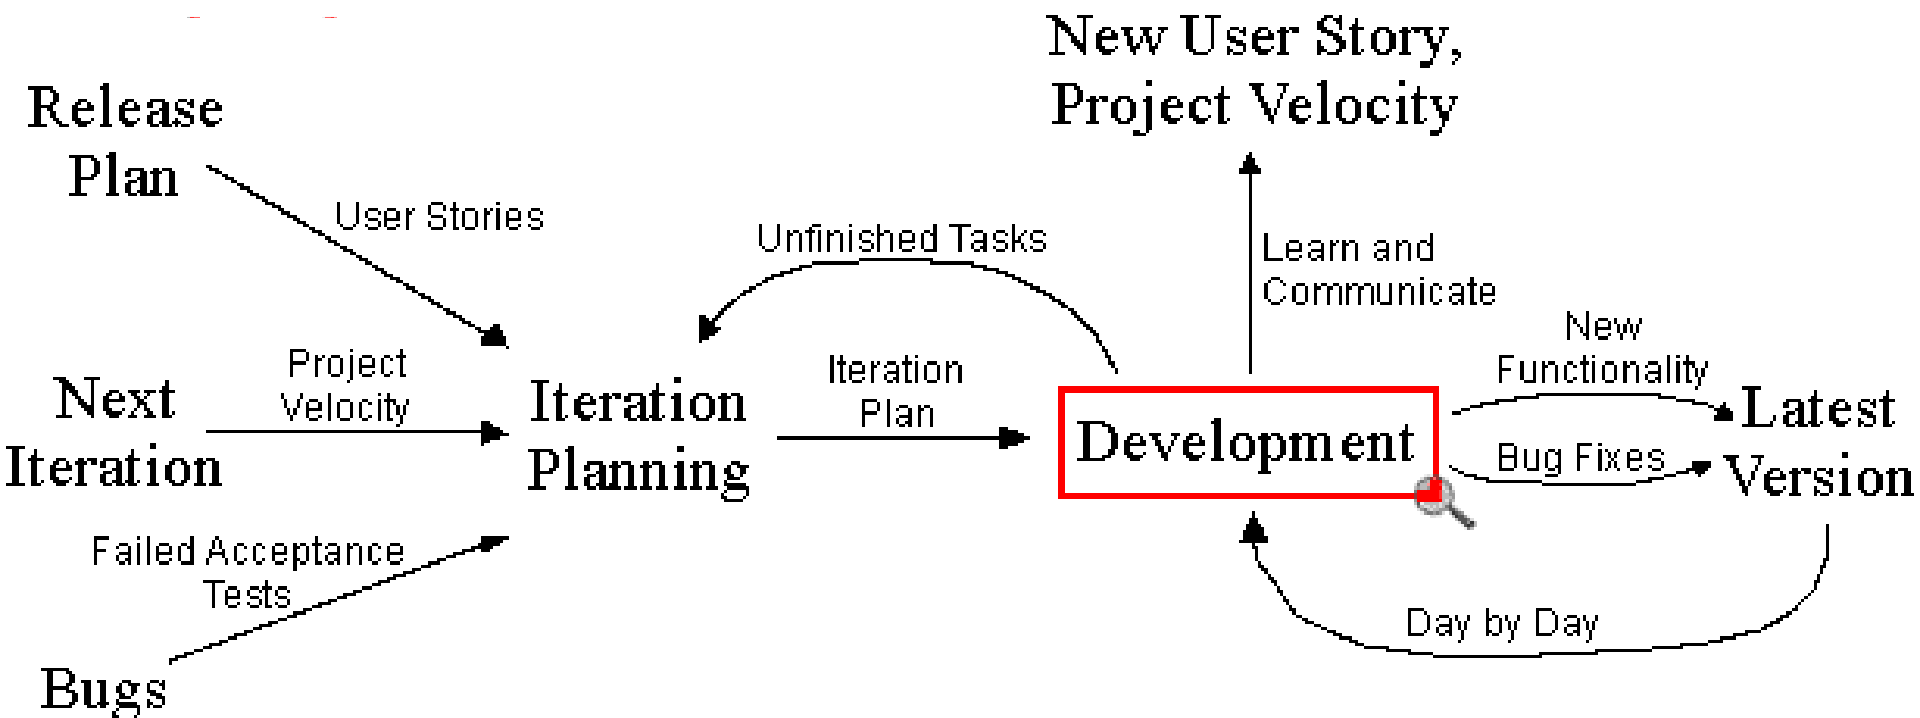 New User Story,
Project Velocity
Release
Plan
User Stories
Unfinished Tasks
Learn and
Communicate
New
Functionality
Project
Velocity
Iteration
Plan
Next
Iteration
Iteration
Planning
Development
Latest
Version
Bug Fixes
Failed Acceptance
Tests
Day by Day
Bugs